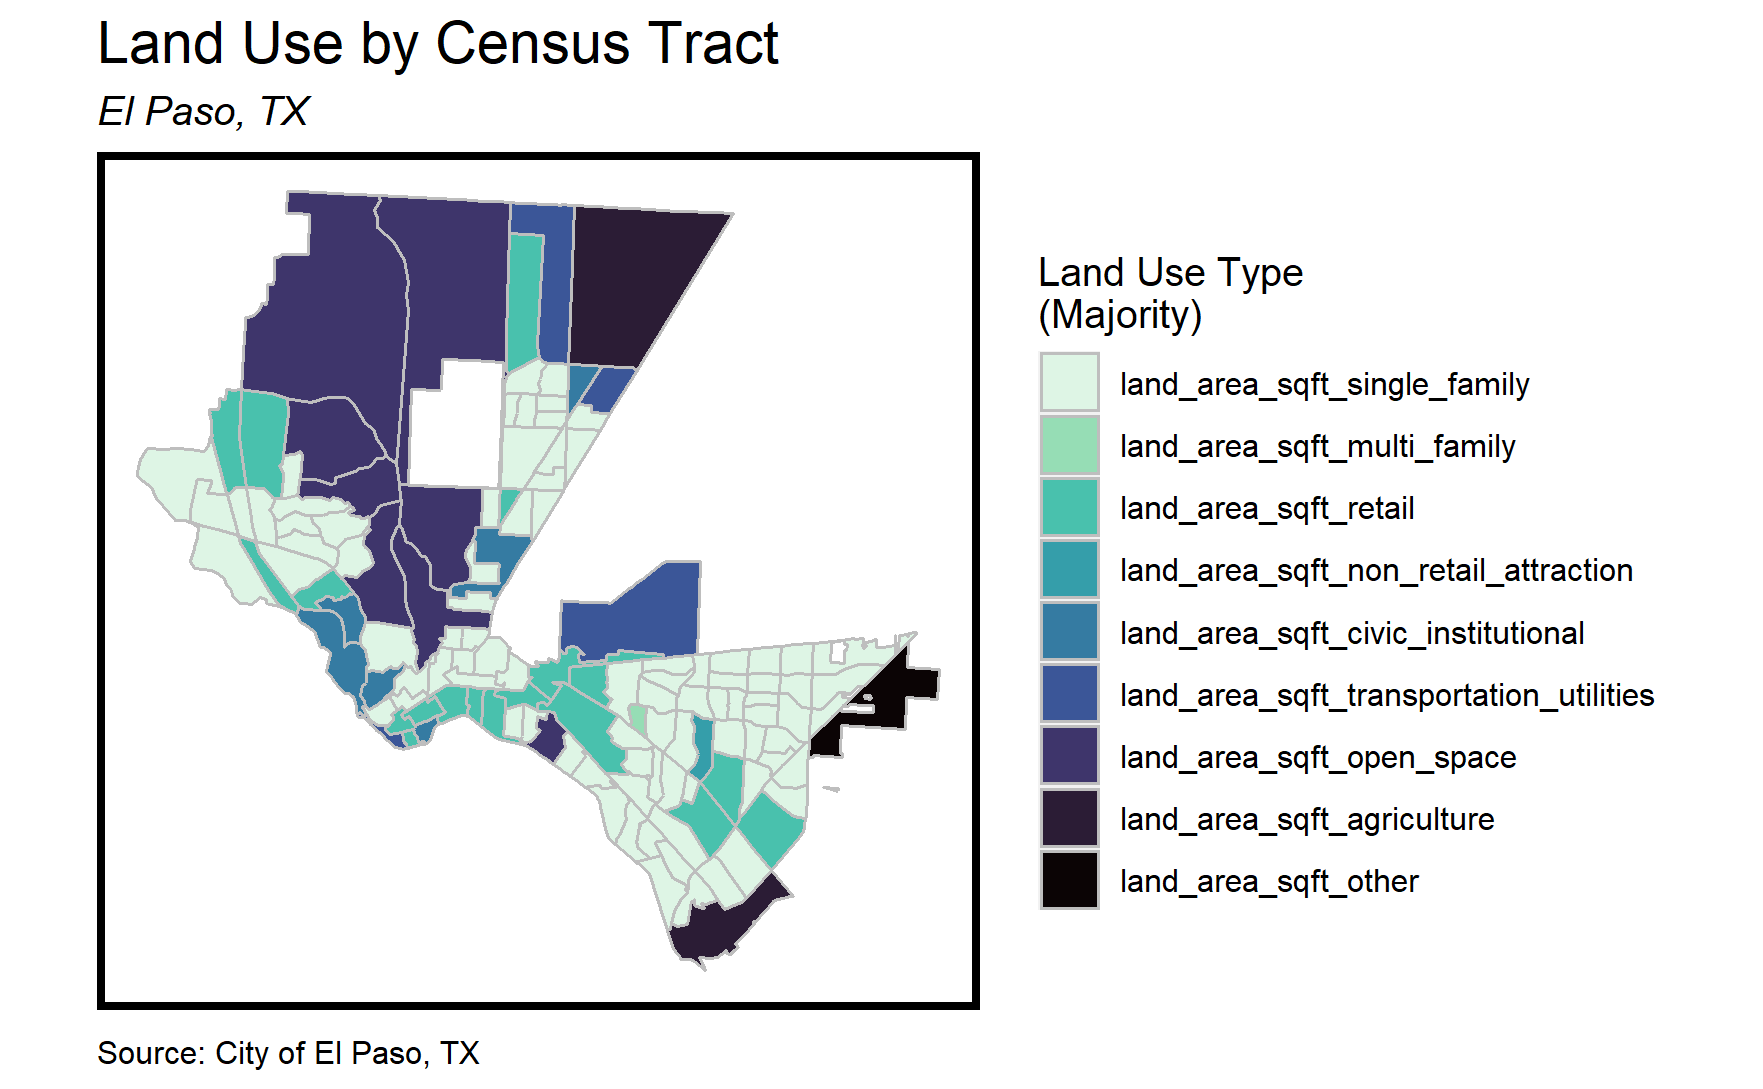 Land Use by Census Tract
El Paso, TX
Land Use Type
(Majority)
land_area_sqft_single_family
land_area_sqft_multi_family
land_area_sqft_retail
land_area_sqft_non_retail_attraction
land_area_sqft_civic_institutional
land_area_sqft_transportation_utilities
land_area_sqft_open_space
land_area_sqft_agriculture
land_area_sqft_other
Source: City of El Paso, TX